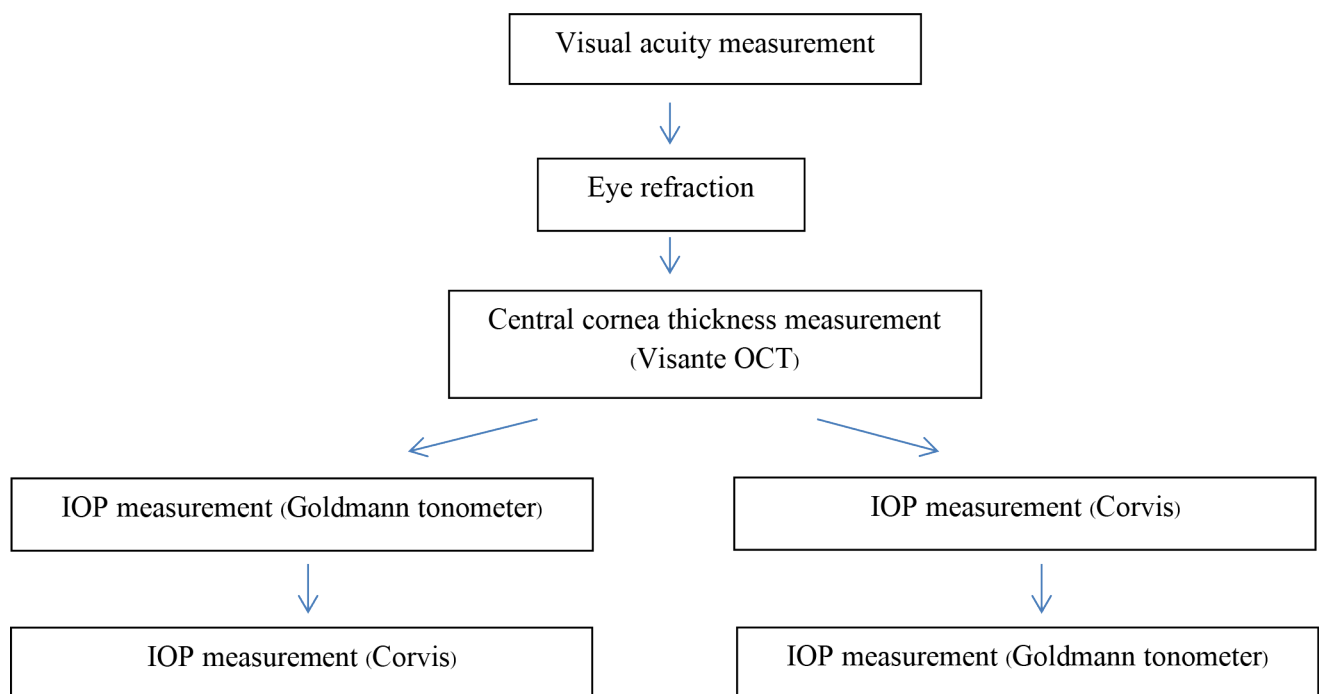 Visual acuity measurement
Eye refraction
Central cornea thickness measurement
(Visante OCT)
IOP measurement (Goldmann tonometer)
IOP measurement (Corvis)
IOP measurement (Corvis)
IOP measurement (Goldmann tonometer)